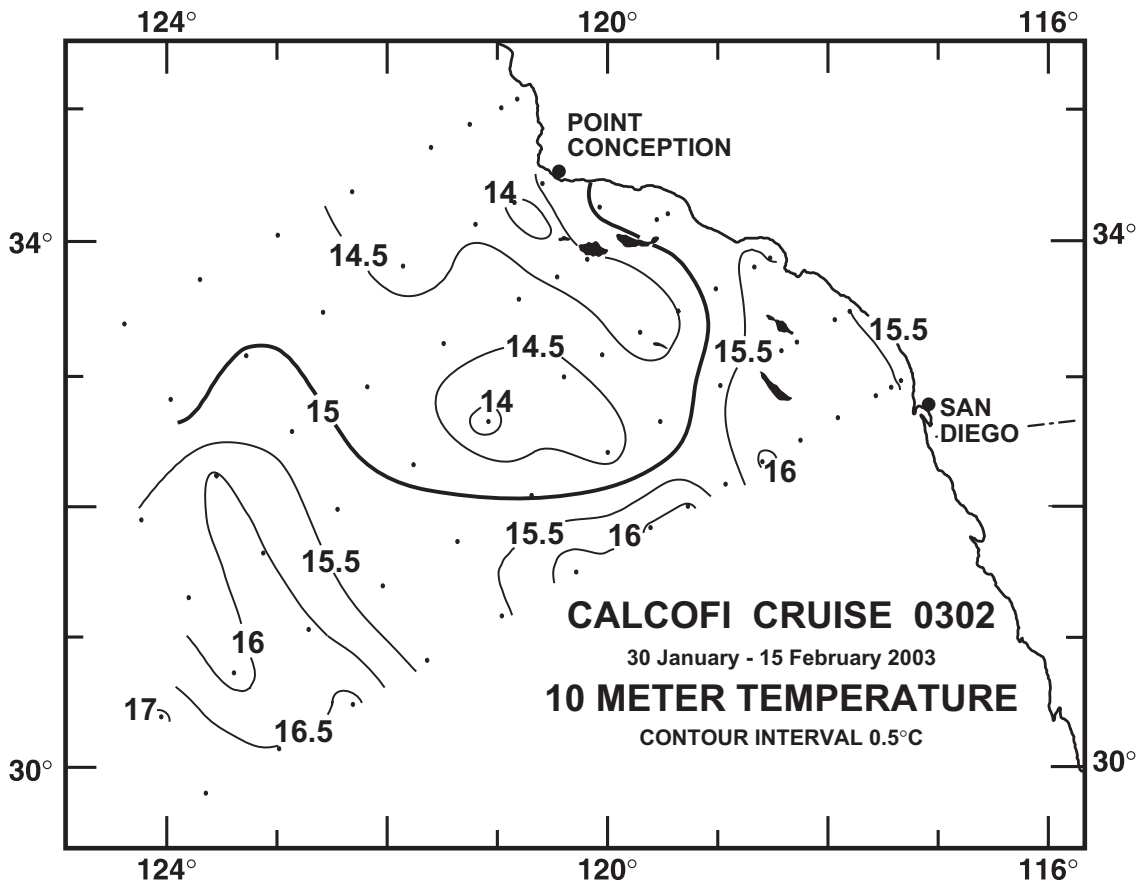 124° 120° 116°
POINT
CONCEPTION
14
34° 34°
14.5
15.5
14.5 15.5
14
15 SAN
DIEGO
16
15.5 16
15.5
CALCOFI CRUISE 0302
16
30 January - 15 February 2003
10 METER TEMPERATURE
17
16.5
CONTOUR INTERVAL 0.5°C
30° 30°
124° 120° 116°